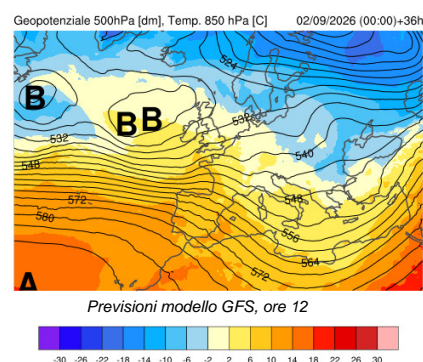 Geopotenziale 500hPa [dm], Temp. 850 hPa [C] 02/09/2026 (00:00)+36h
524
B
B B
532
532
540
548
572
548
580
556
564
572
A
Previsioni modello GFS, ore 12
-30 -26 -22 -18 -14 -10 -6 -2 2 6 10 14 18 22 26 30